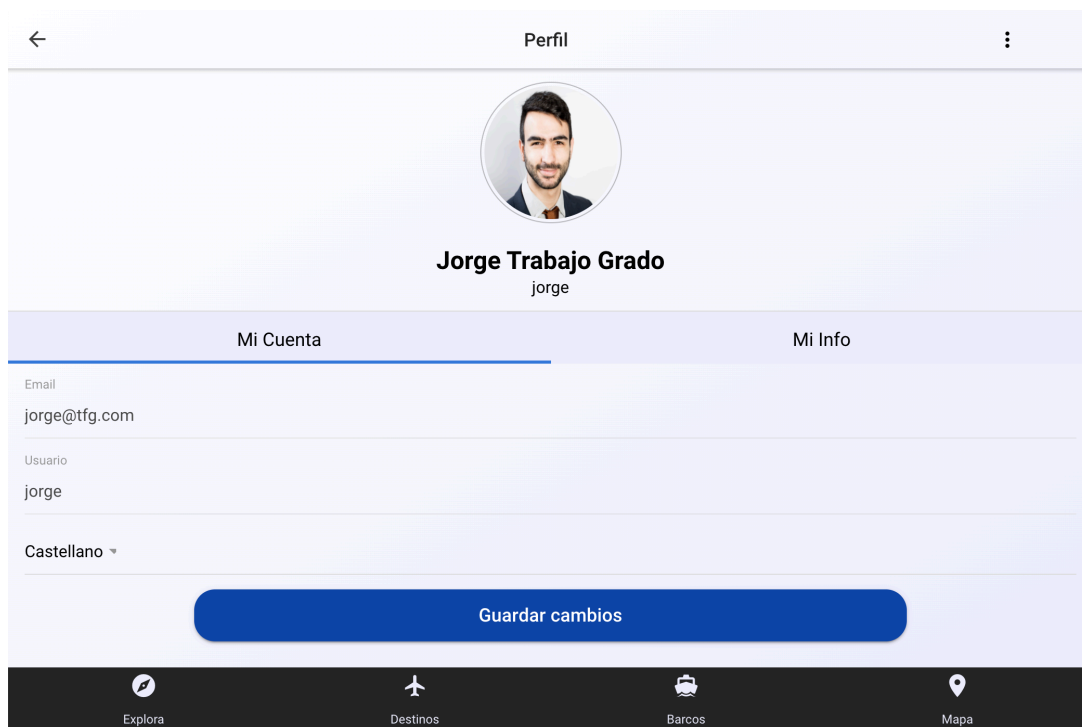 Perfil
Jorge Trabajo Grado
jorge
Mi Cuenta Mi Info
Email
jorge@tfg.com
Usuario
jorge
Castellano
Guardar cambios
Explora Destinos Barcos Mapa